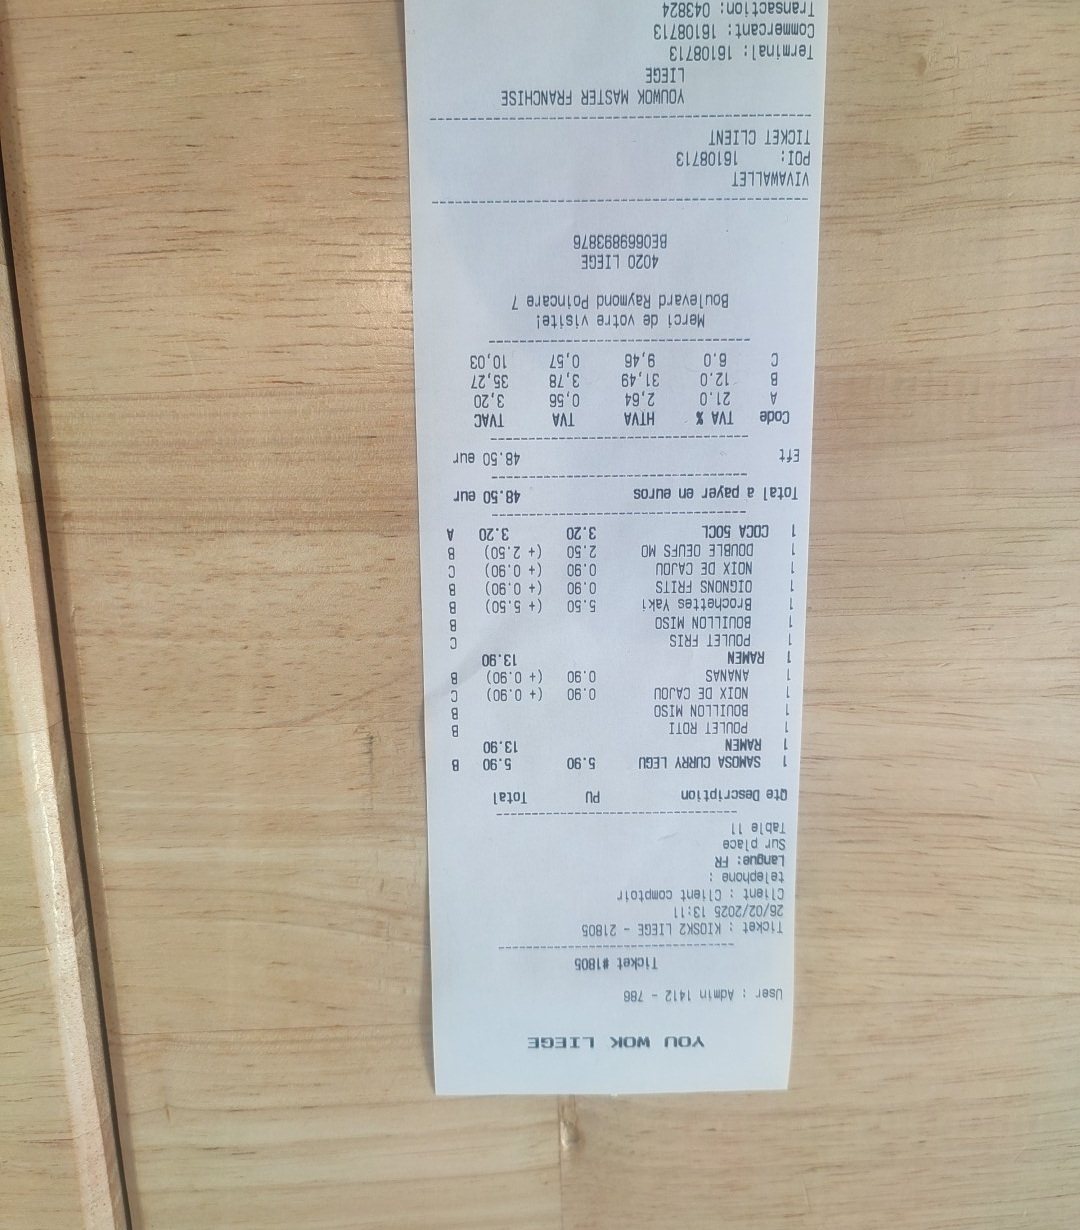 YOU WOK LIEGE
User : Admin 1412 - 786
Ticket #1805
Ticket : KIOSK2 LIEGE - 21805
26/02/2025 13:11
Client : Client comptoir
telephone :
Langue: FR
Sur place
Table 11
Qte Description PU Total
1 SAMOSA CURRY LEGU 5.90 5.90 B
1 RAMEN 13.90
1 POULET ROTI B
1 BOUILLON MISO B
1 NOIX DE CAJOU 0.90 (+ 0.90) C
1 ANANAS 0.90 (+ 0.90) B
1 RAMEN 13.90
1 POULET FRIS C
1 BOUILLON MISO B
1 Brochettes Yaki 5.50 (+ 5.50) B
1 OIGNONS FRITS 0.90 (+ 0.90) B
1 NOIX DE CAJOU 0.90 (+ 0.90) C
1 DOUBLE OEUFS MO 2.50 (+ 2.50) B
1 COCA 50CL 3.20 3.20 A
Total a payer en euros 48.50 eur
Eft 48.50 eur
Code TVA % HTVA TVA TVAC
A 21.0 2,64 0,56 3,20
B 12.0 31,49 3,78 35,27
C 6.0 9,46 0,57 10,03
Merci de votre visite!
Boulevard Raymond Poincare 7
4020 LIEGE
BE0669893876
VIVAWALLET
POI: 16108713
TICKET CLIENT
YOUWOK MASTER FRANCHISE
LIEGE
Terminal: 16108713
Commercant: 16108713
Transaction: 043824